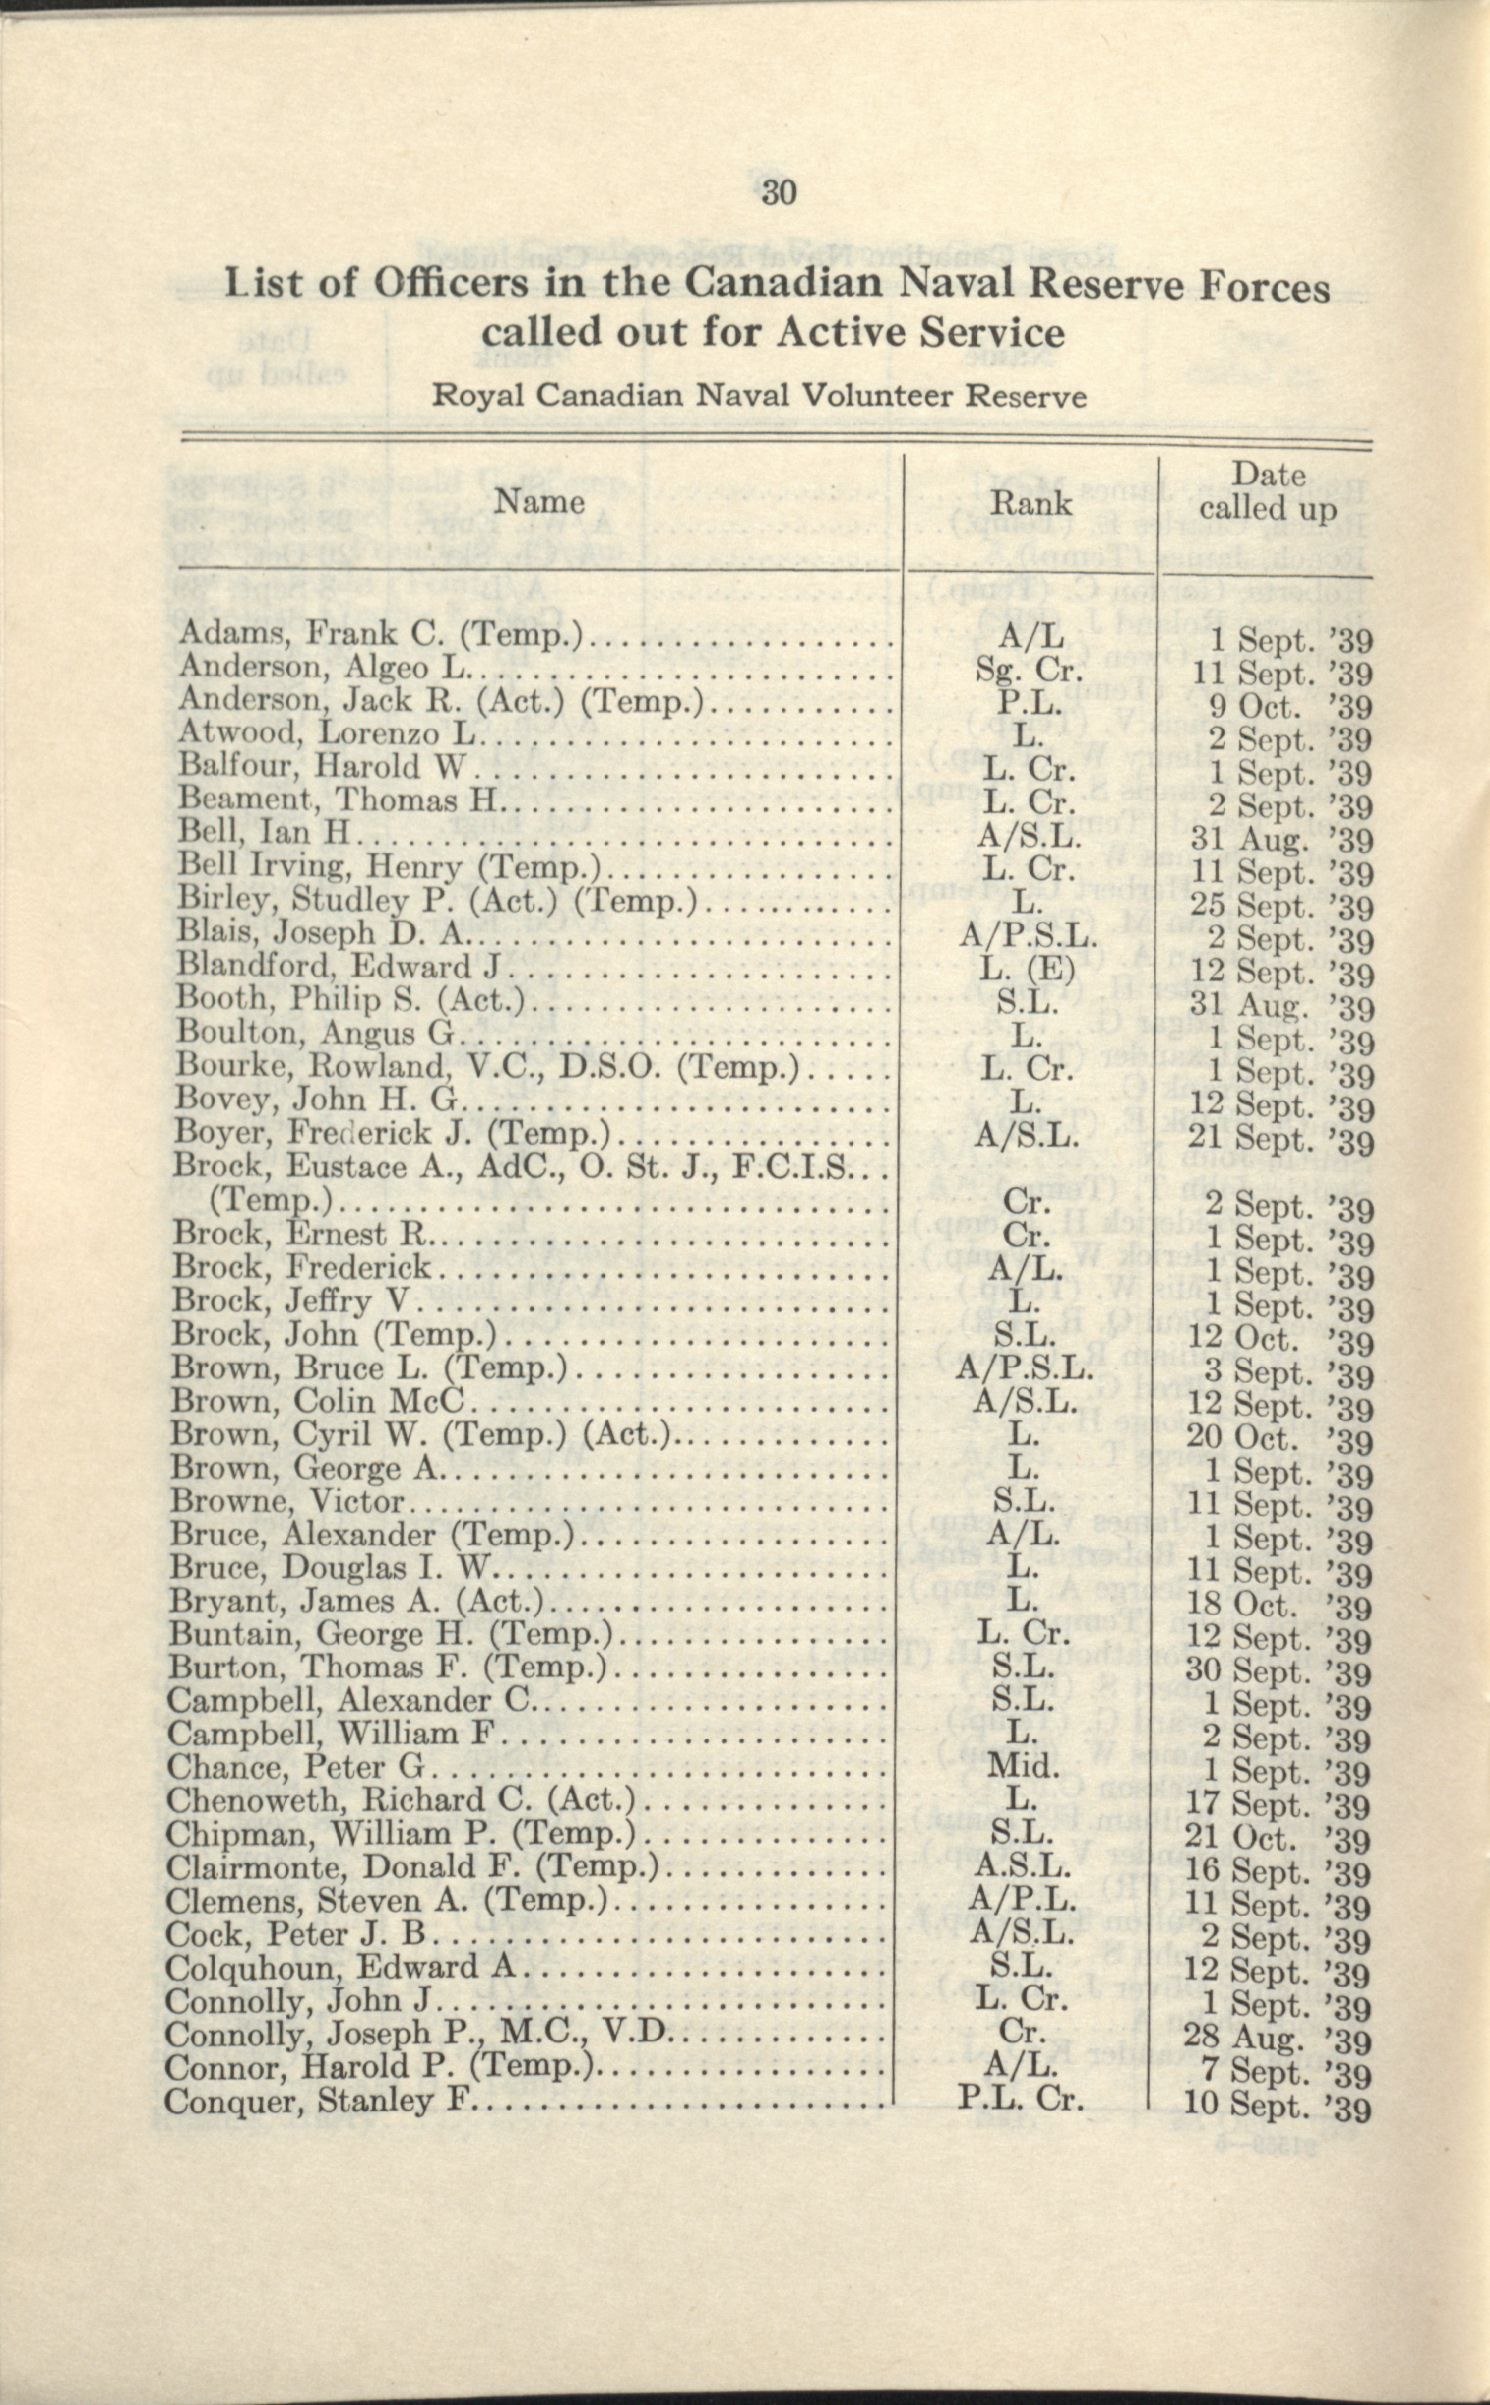 30
List of Officers in the Canadian Naval Reserve Forces
called out for Active Service
Royal Canadian Naval Volunteer Reserve
Name Rank Date called up
Adams, Frank C. (Temp.) A/L 1 Sept. '39
Anderson, Algeo L. Sg. Cr. 11 Sept. '39
Anderson, Jack R. (Act.) (Temp.) P.L. 9 Oct. '39
Atwood, Lorenzo L. L. 2 Sept. '39
Balfour, Harold W. L. Cr. 1 Sept. '39
Beament, Thomas H. L. Cr. 2 Sept. '39
Bell, Ian H. A/S.L. 31 Aug. '39
Bell Irving, Henry (Temp.) L. Cr. 11 Sept. '39
Birley, Studley P. (Act.) (Temp.) L. 25 Sept. '39
Blais, Joseph D. A. A/P.S.L. 2 Sept. '39
Blandford, Edward J. L. (E) 12 Sept. '39
Booth, Philip S. (Act.) S.L. 31 Aug. '39
Boulton, Angus G. L. 1 Sept. '39
Bourke, Rowland, V.C., D.S.O. (Temp.) L. Cr. 1 Sept. '39
Bovey, John H. G. L. 12 Sept. '39
Boyer, Frederick J. (Temp.) A/S.L. 21 Sept. '39
Brock, Eustace A., AdC., O. St. J., F.C.I.S.
(Temp.) Cr. 2 Sept. '39
Brock, Ernest R. Cr. 1 Sept. '39
Brock, Frederick A/L. 1 Sept. '39
Brock, Jeffry V. L. 1 Sept. '39
Brock, John (Temp.) S.L. 12 Oct. '39
Brown, Bruce L. (Temp.) A/P.S.L. 3 Sept. '39
Brown, Colin McC. A/S.L. 12 Sept. '39
Brown, Cyril W. (Temp.) (Act.) L. 20 Oct. '39
Brown, George A. L. 1 Sept. '39
Browne, Victor S.L. 11 Sept. '39
Bruce, Alexander (Temp.) A/L. 1 Sept. '39
Bruce, Douglas I. W. L. 11 Sept. '39
Bryant, James A. (Act.) L. 18 Oct. '39
Buntain, George H. (Temp.) L. Cr. 12 Sept. '39
Burton, Thomas F. (Temp.) S.L. 30 Sept. '39
Campbell, Alexander C. S.L. 1 Sept. '39
Campbell, William F. L. 2 Sept. '39
Chance, Peter G. Mid. 1 Sept. '39
Chenoweth, Richard C. (Act.) L. 17 Sept. '39
Chipman, William P. (Temp.) S.L. 21 Oct. '39
Clairmonte, Donald F. (Temp.) A.S.L. 16 Sept. '39
Clemens, Steven A. (Temp.) A/P.L. 11 Sept. '39
Cock, Peter J. B. A/S.L. 2 Sept. '39
Colquhoun, Edward A. S.L. 12 Sept. '39
Connolly, John J. L. Cr. 1 Sept. '39
Connolly, Joseph P., M.C., V.D. Cr. 28 Aug. '39
Connor, Harold P. (Temp.) A/L. 7 Sept. '39
Conquer, Stanley F. P.L. Cr. 10 Sept. '39